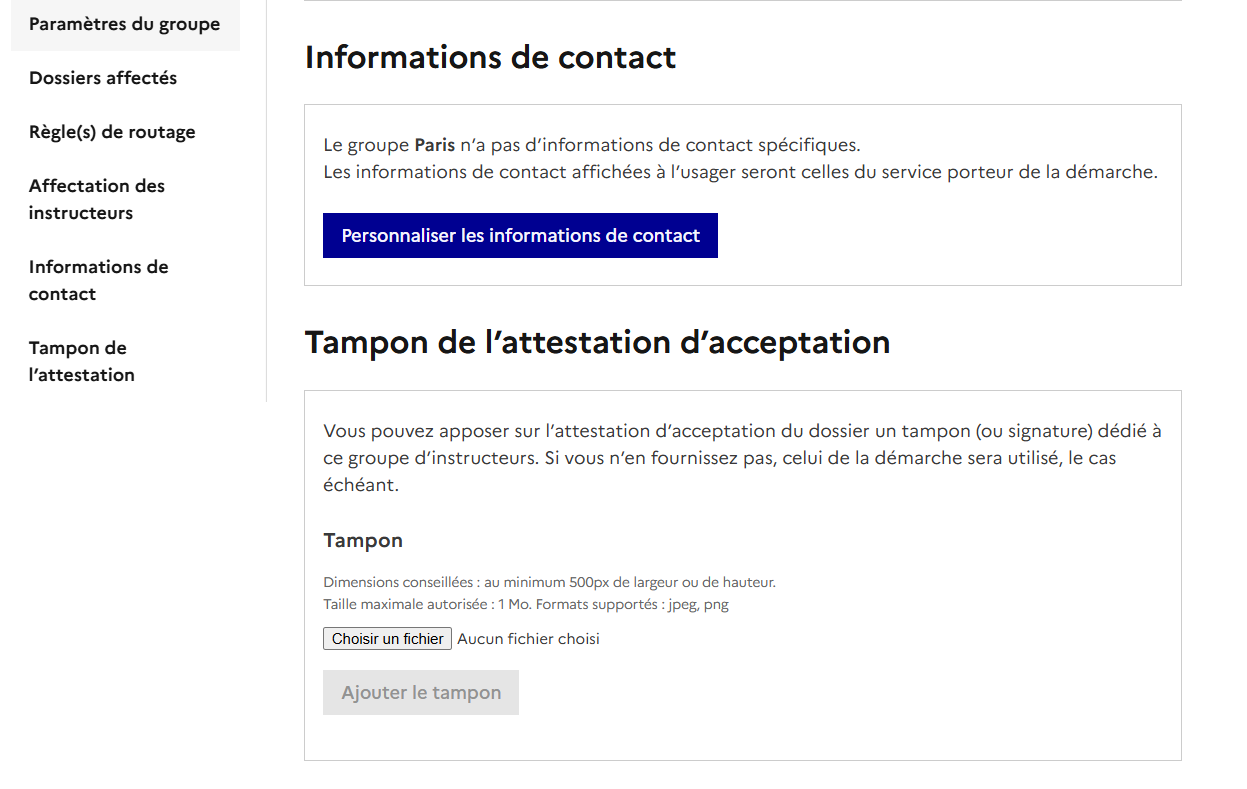 Paramètres du groupe
Dossiers affectés
Règle(s) de routage
Affectation des
instructeurs
Informations de
contact
Tampon de
l’attestation
Informations de contact
Le groupe Paris n’a pas d’informations de contact spécifiques.
Les informations de contact affichées à l’usager seront celles du service porteur de la démarche.
Personnaliser les informations de contact
Tampon de l’attestation d’acceptation
Vous pouvez apposer sur l’attestation d’acceptation du dossier un tampon (ou signature) dédié à
ce groupe d’instructeurs. Si vous n’en fournissez pas, celui de la démarche sera utilisé, le cas
échéant.
Tampon
Dimensions conseillées : au minimum 500px de largeur ou de hauteur.
Taille maximale autorisée : 1 Mo. Formats supportés : jpeg, png
Choisir un fichier Aucun fichier choisi
Ajouter le tampon